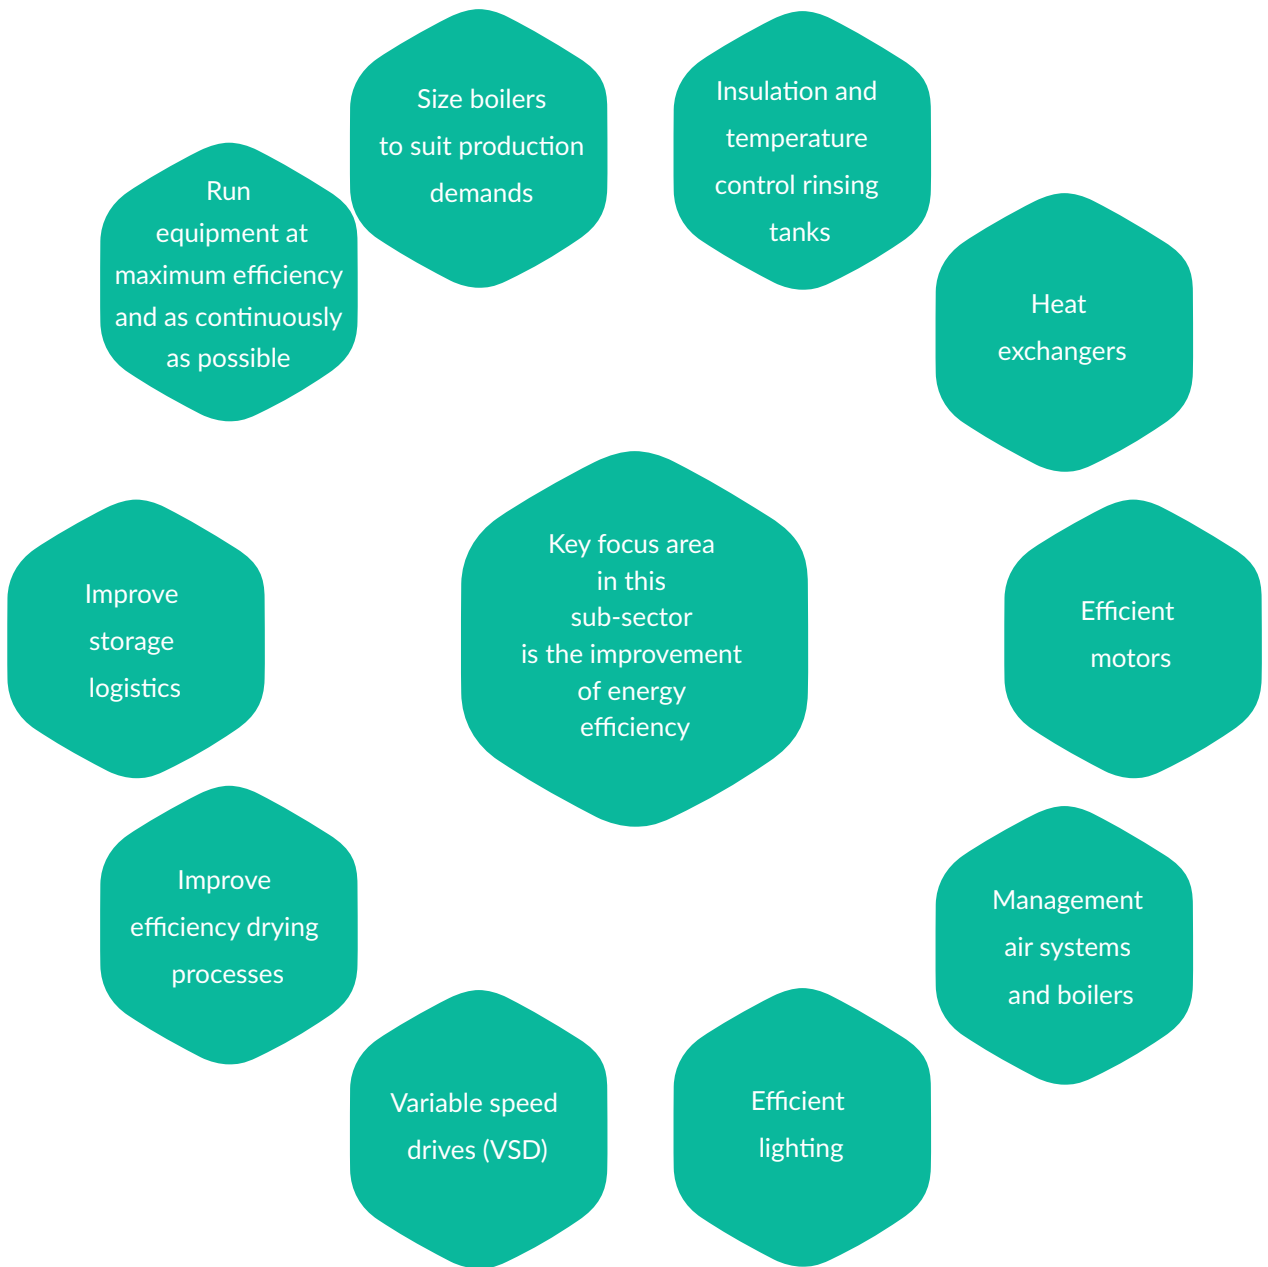 Size boilers
to suit production
demands
Insulation and
temperature
control rinsing
tanks
Run
equipment at
maximum efficiency
and as continuously
as possible
Heat
exchangers
Key focus area
in this
sub-sector
is the improvement
of energy
efficiency
Improve
storage
logistics
Efficient
motors
Improve
efficiency drying
processes
Management
air systems
and boilers
Variable speed
drives (VSD)
Efficient
lighting